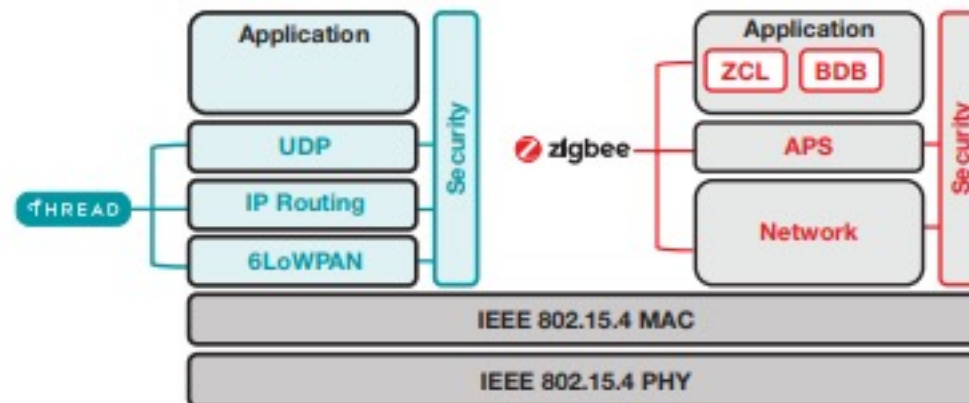 Application
UDP
IP Routing
6LoWPAN
Security
THREAD
zigbee
Application
ZCL BDB
APS
Network
Security
IEEE 802.15.4 MAC
IEEE 802.15.4 PHY